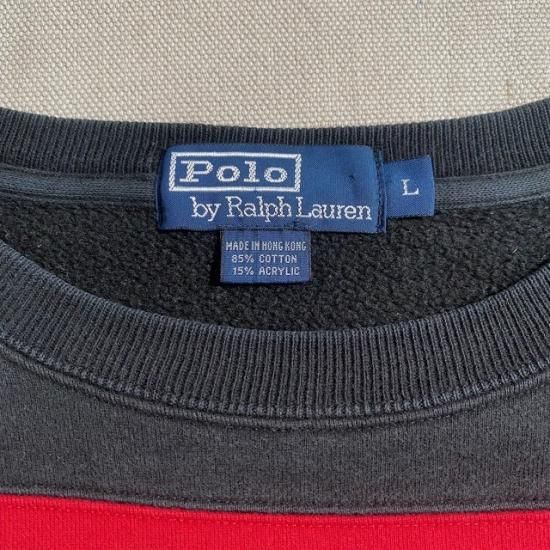 Polo
by Ralph Lauren
L
MADE IN HONG KONG
85% COTTON
15% ACRYLIC